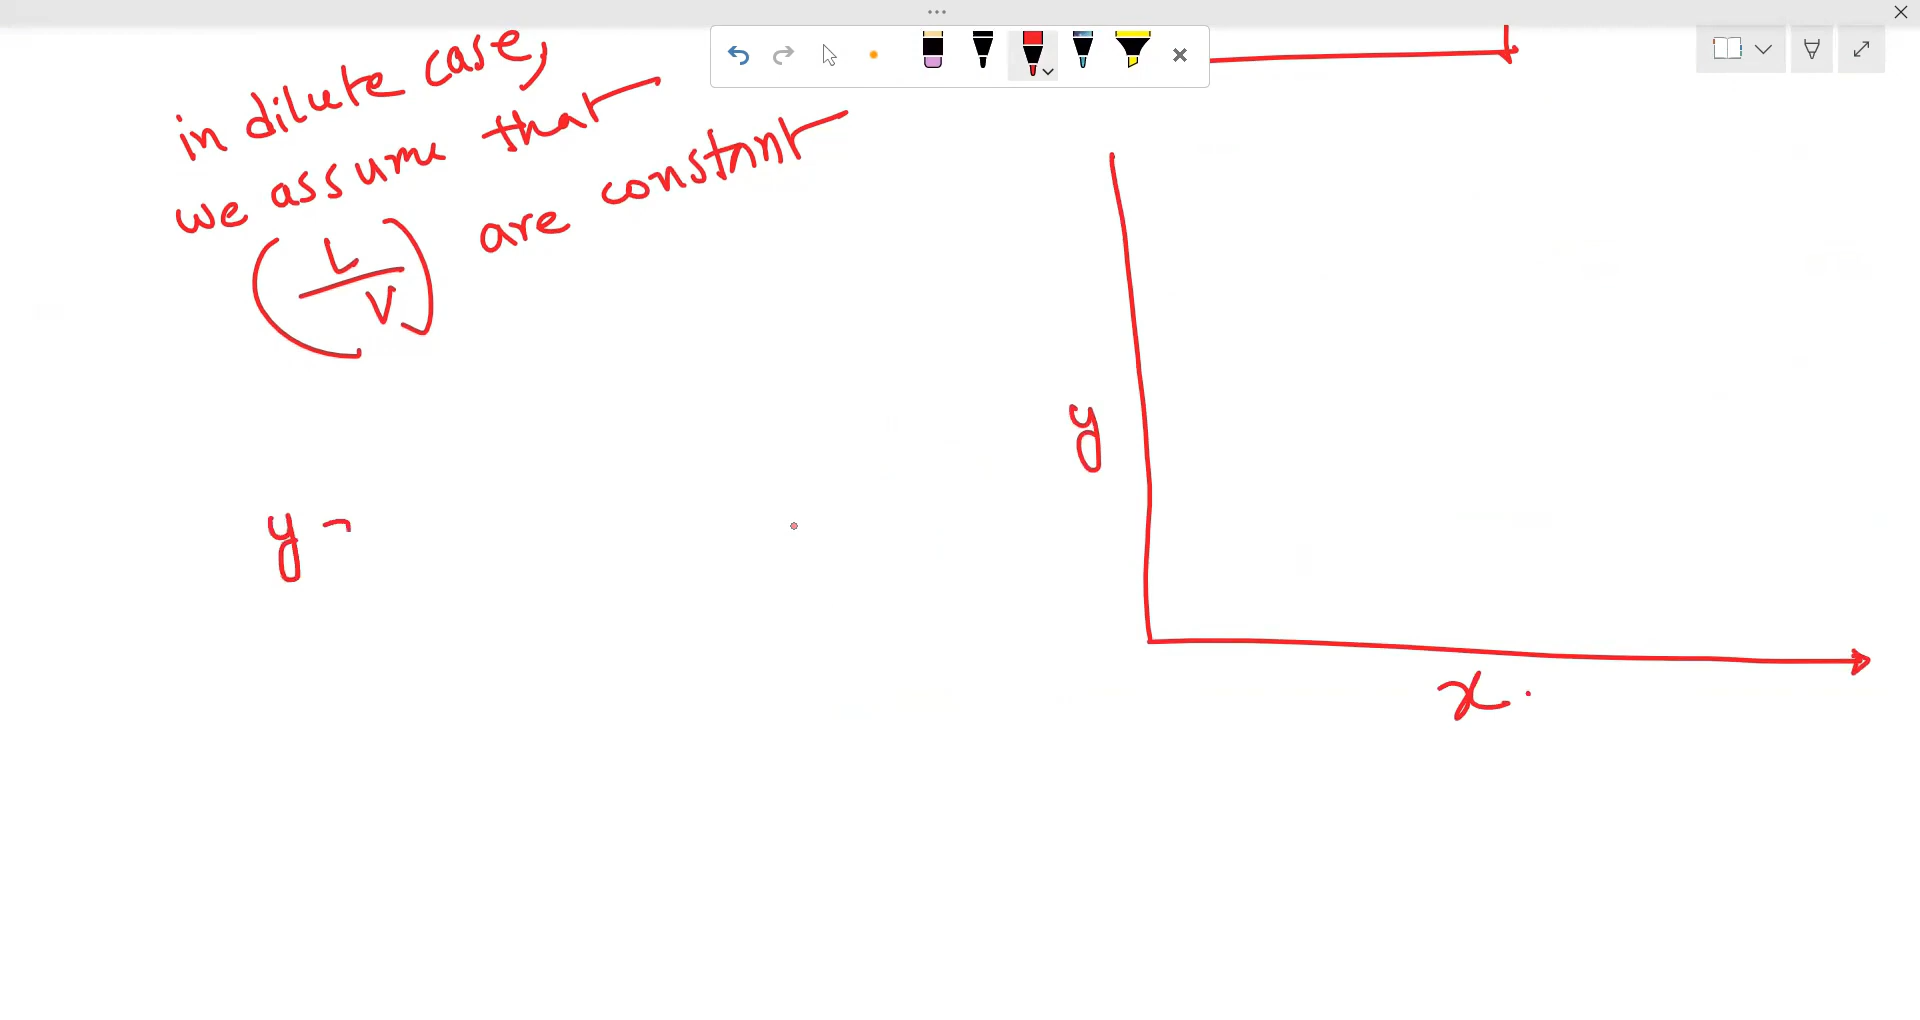 in dilute case,
we assume that
(L/V) are constant
y
y
x.